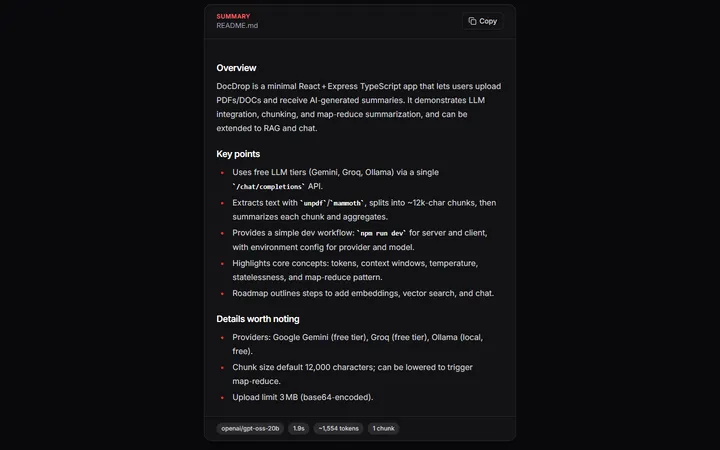 SUMMARY
README.md
Copy
Overview
DocDrop is a minimal React + Express TypeScript app that lets users upload
PDFs/DOCs and receive AI-generated summaries. It demonstrates LLM
integration, chunking, and map-reduce summarization, and can be
extended to RAG and chat.
Key points
• Uses free LLM tiers (Gemini, Groq, Ollama) via a single
`/chat/completions` API.
• Extracts text with `unpdf`/`mammoth`, splits into ~12k-char chunks, then
summarizes each chunk and aggregates.
• Provides a simple dev workflow: `npm run dev` for server and client,
with environment config for provider and model.
• Highlights core concepts: tokens, context windows, temperature,
statelessness, and map-reduce pattern.
• Roadmap outlines steps to add embeddings, vector search, and chat.
Details worth noting
• Providers: Google Gemini (free tier), Groq (free tier), Ollama (local,
free).
• Chunk size default 12,000 characters; can be lowered to trigger
map-reduce.
• Upload limit 3 MB (base64-encoded).
openai/gpt-oss-20b 1.9s ~1,554 tokens 1 chunk